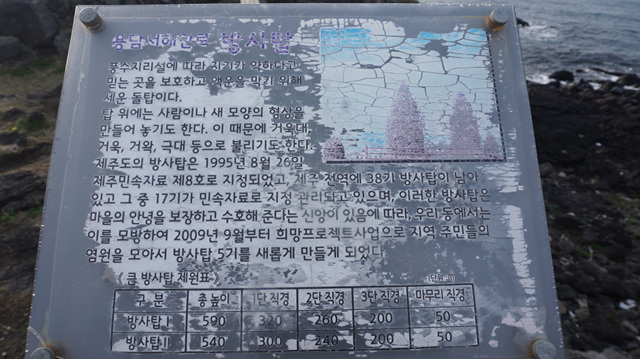 용담서해안로 방사탑
풍수지리설에 따라 지기가 약하다고
믿는 곳을 보호하고 액운을 막기 위해
세운 돌탑이다.
탑 위에는 사람이나 새 모양의 형상을
만들어 놓기도 한다. 이 때문에 거욱대,
거욱, 거왁, 극대 등으로 불리기도 한다.
제주도의 방사탑은 1995년 8월 26일
제주민속자료 제8호로 지정되었고, 제주 전역에 38기 방사탑이 남아
있고 그 중 17기가 민속자료로 지정 관리되고 있으며, 이러한 방사탑은
마을의 안녕을 보장하고 수호해 준다는 신앙이 있음에 따라, 우리 동에서는
이를 모방하여 2009년 9월부터 희망프로젝트사업으로 지역 주민들의
염원을 모아서 방사탑 5기를 새롭게 만들게 되었다.
〈큰 방사탑 제원표〉
구 분 총높이 1단직경 2단직경 3단직경 마무리 직경
방사탑 Ⅰ 590 320 260 200 50
방사탑 Ⅱ 540 300 240 200 50